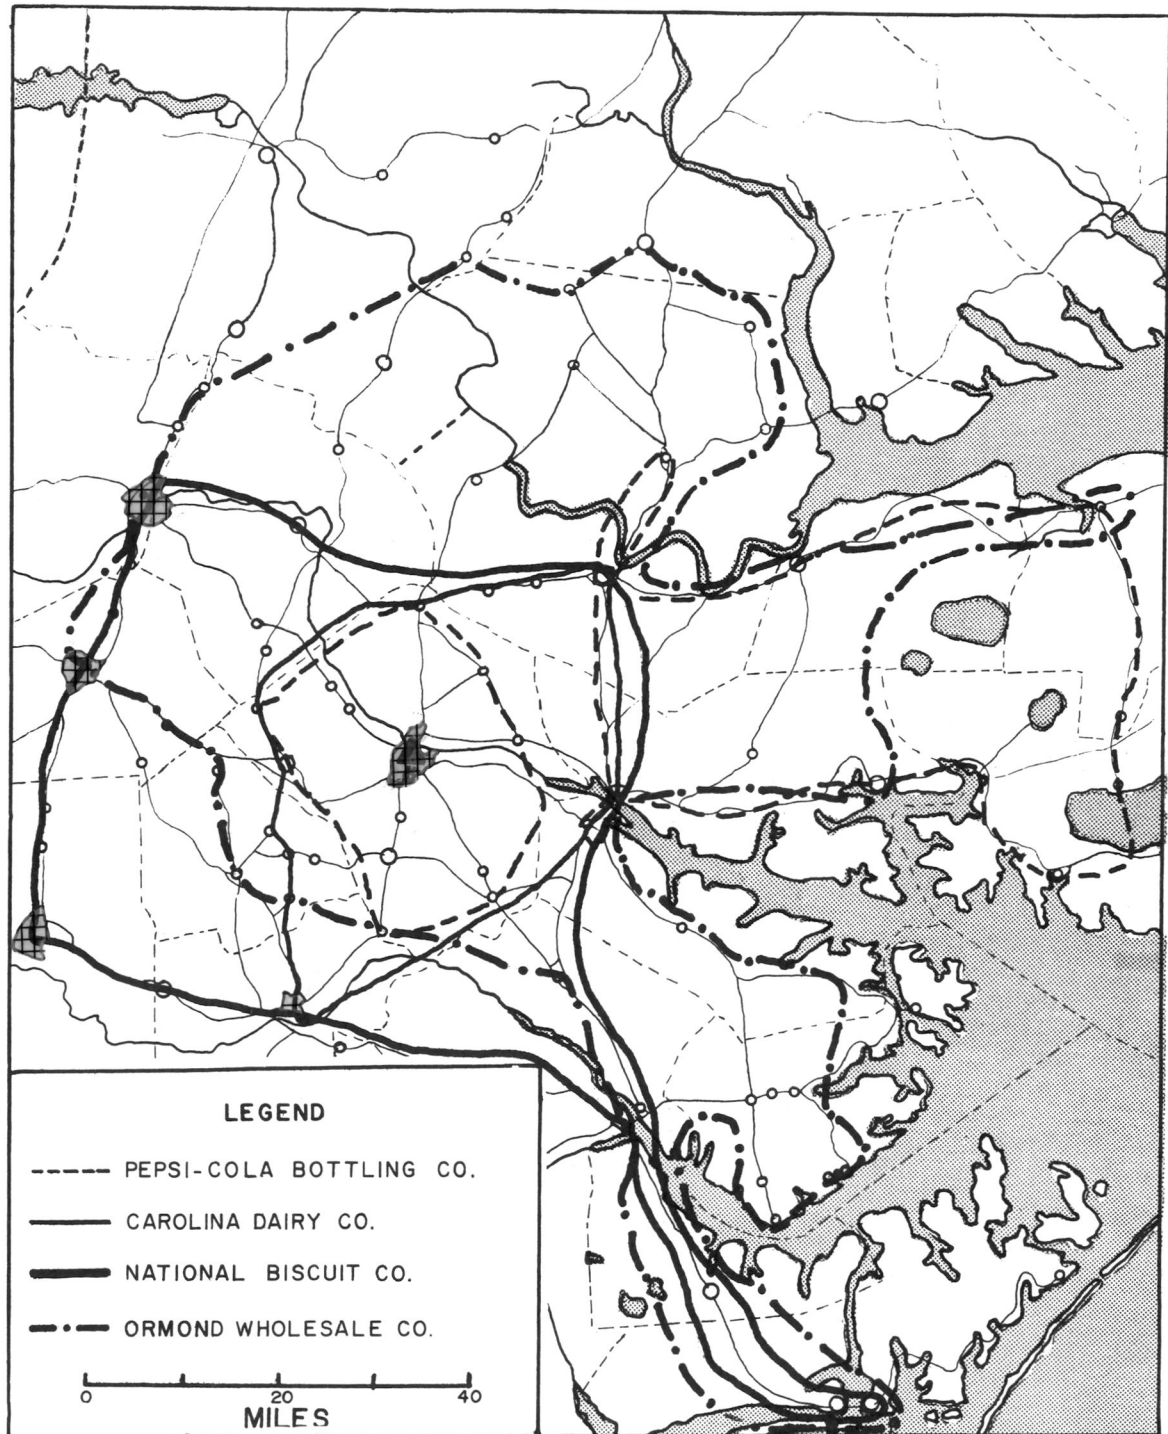 LEGEND
PEPSI-COLA BOTTLING CO.
CAROLINA DAIRY CO.
NATIONAL BISCUIT CO.
ORMOND WHOLESALE CO.
0 20 40
MILES